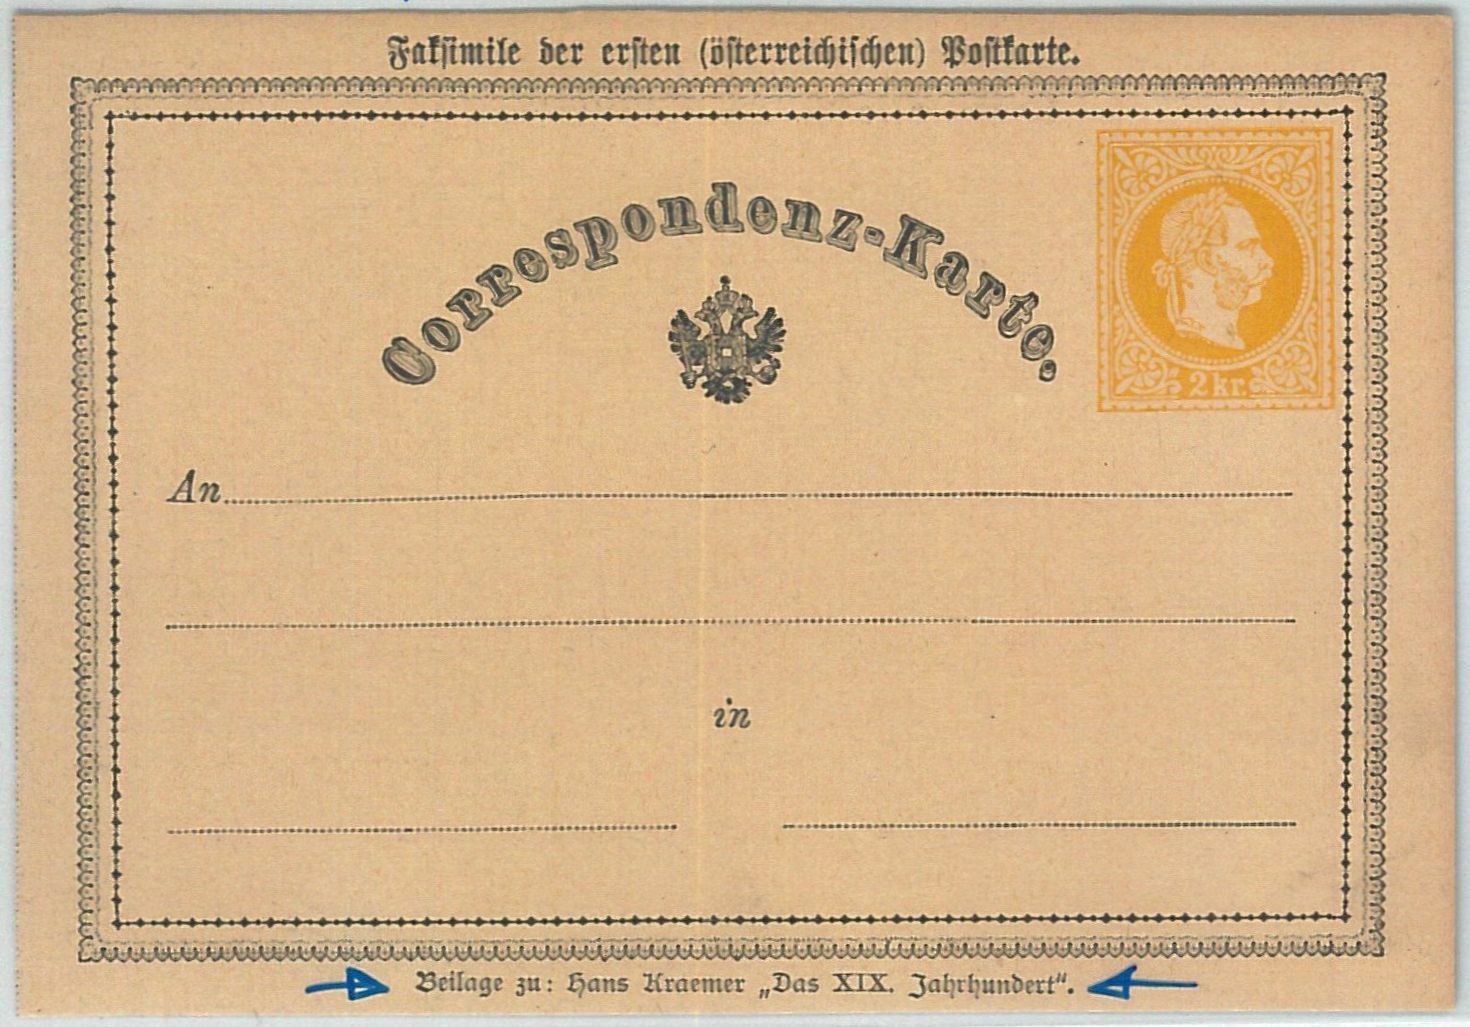 Faksimile der ersten (österreichischen) Postkarte.
Correspondenz-Karte.
2 kr.
An
in
Beilage zu: Hans Kraemer „Das XIX. Jahrhundert“.